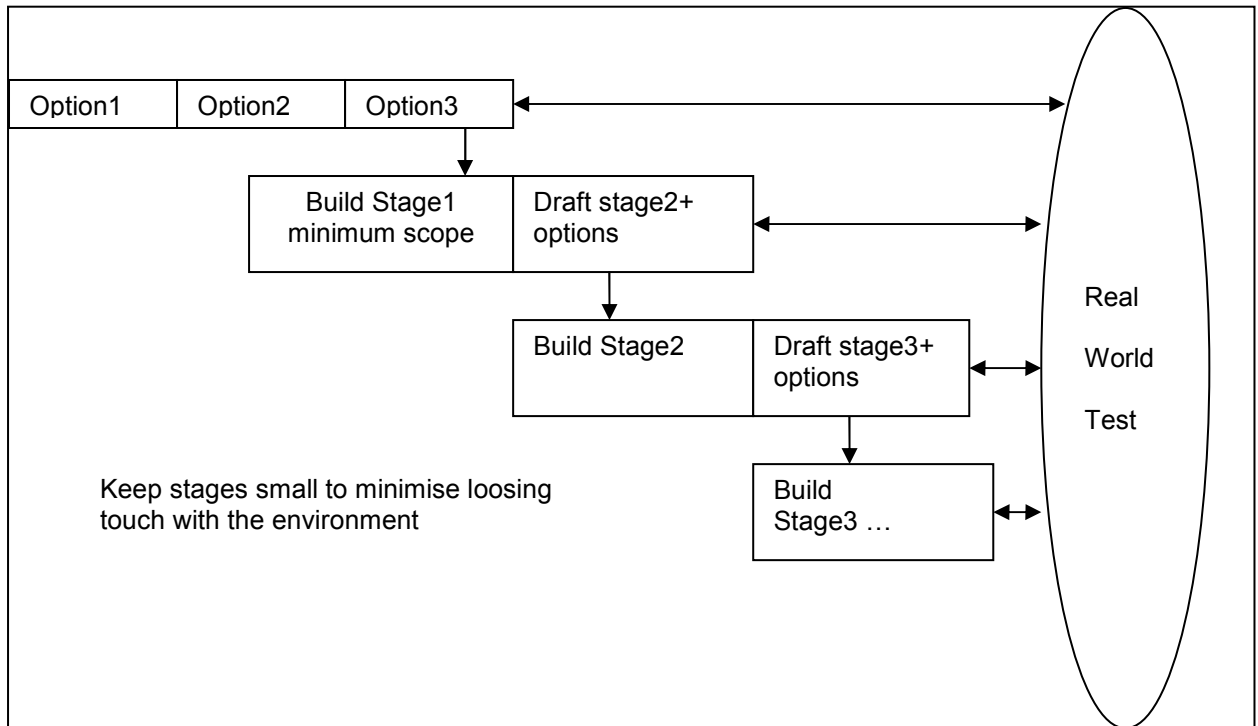 Option1
Option2
Option3
Build Stage1
minimum scope
Draft stage2+
options
Build Stage2
Draft stage3+
options
Build
Stage3 …
Real
World
Test
Keep stages small to minimise loosing
touch with the environment